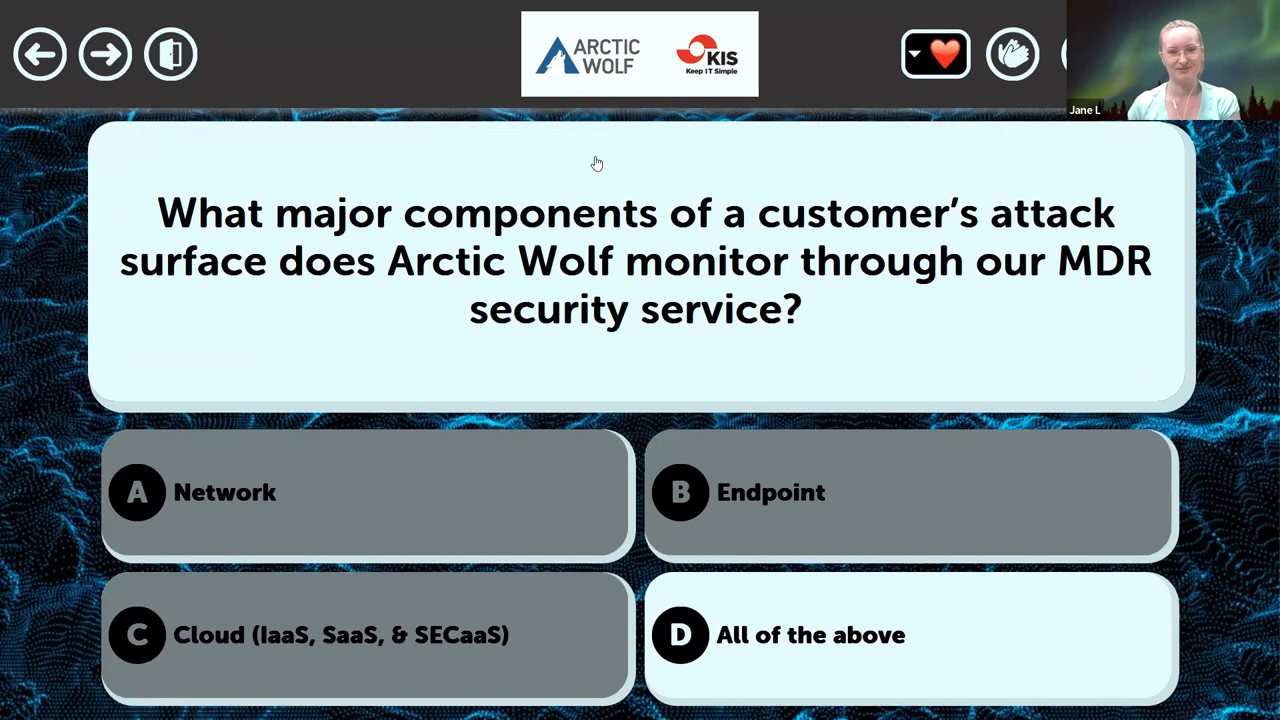 ARCTIC
WOLF
KIS
Keep IT Simple
Jane L
What major components of a customer’s attack
surface does Arctic Wolf monitor through our MDR
security service?
A Network
B Endpoint
C Cloud (IaaS, SaaS, & SECaaS)
D All of the above